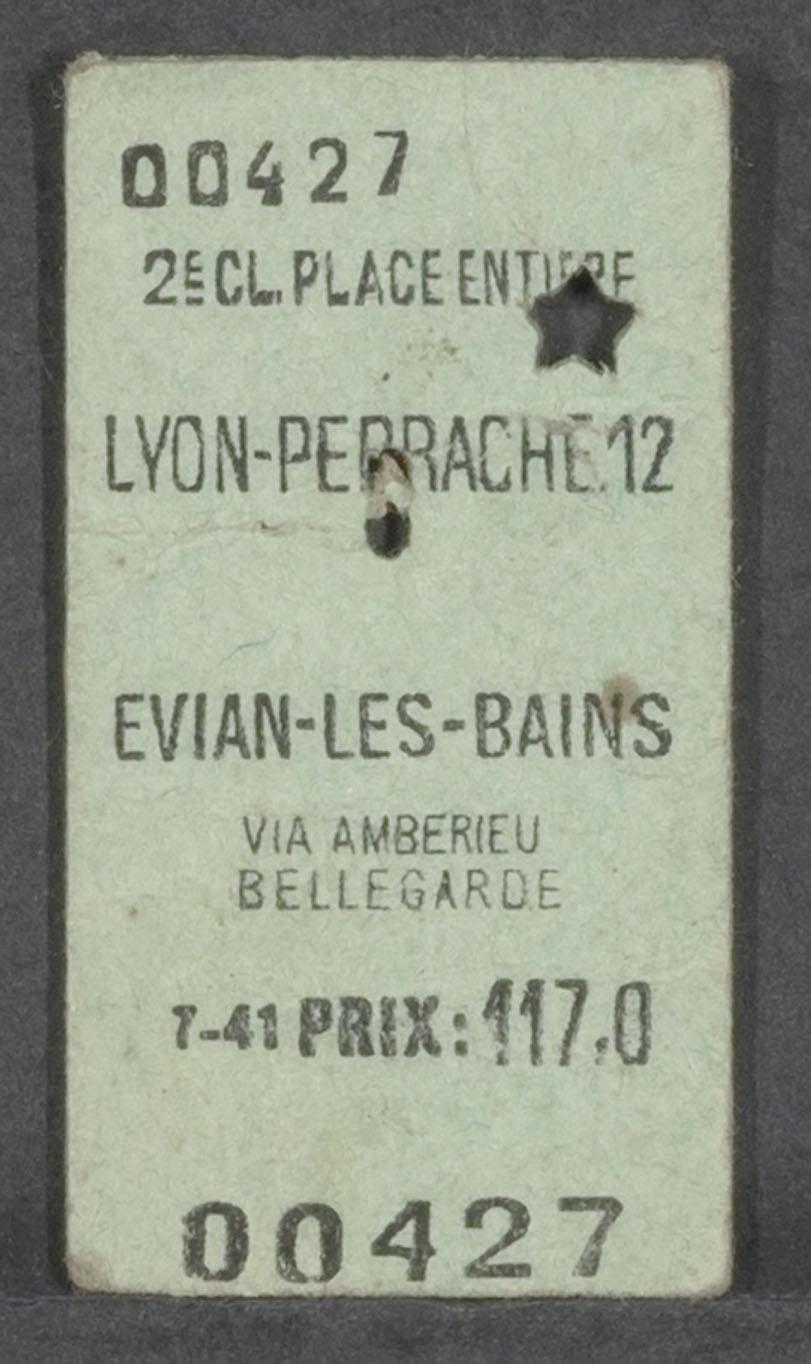 00427
2E CL. PLACE ENTIERE
LYON-PERRACHE.12
EVIAN-LES-BAINS
VIA AMBERIEU
BELLEGARDE
7-41 PRIX: 117.0
00427